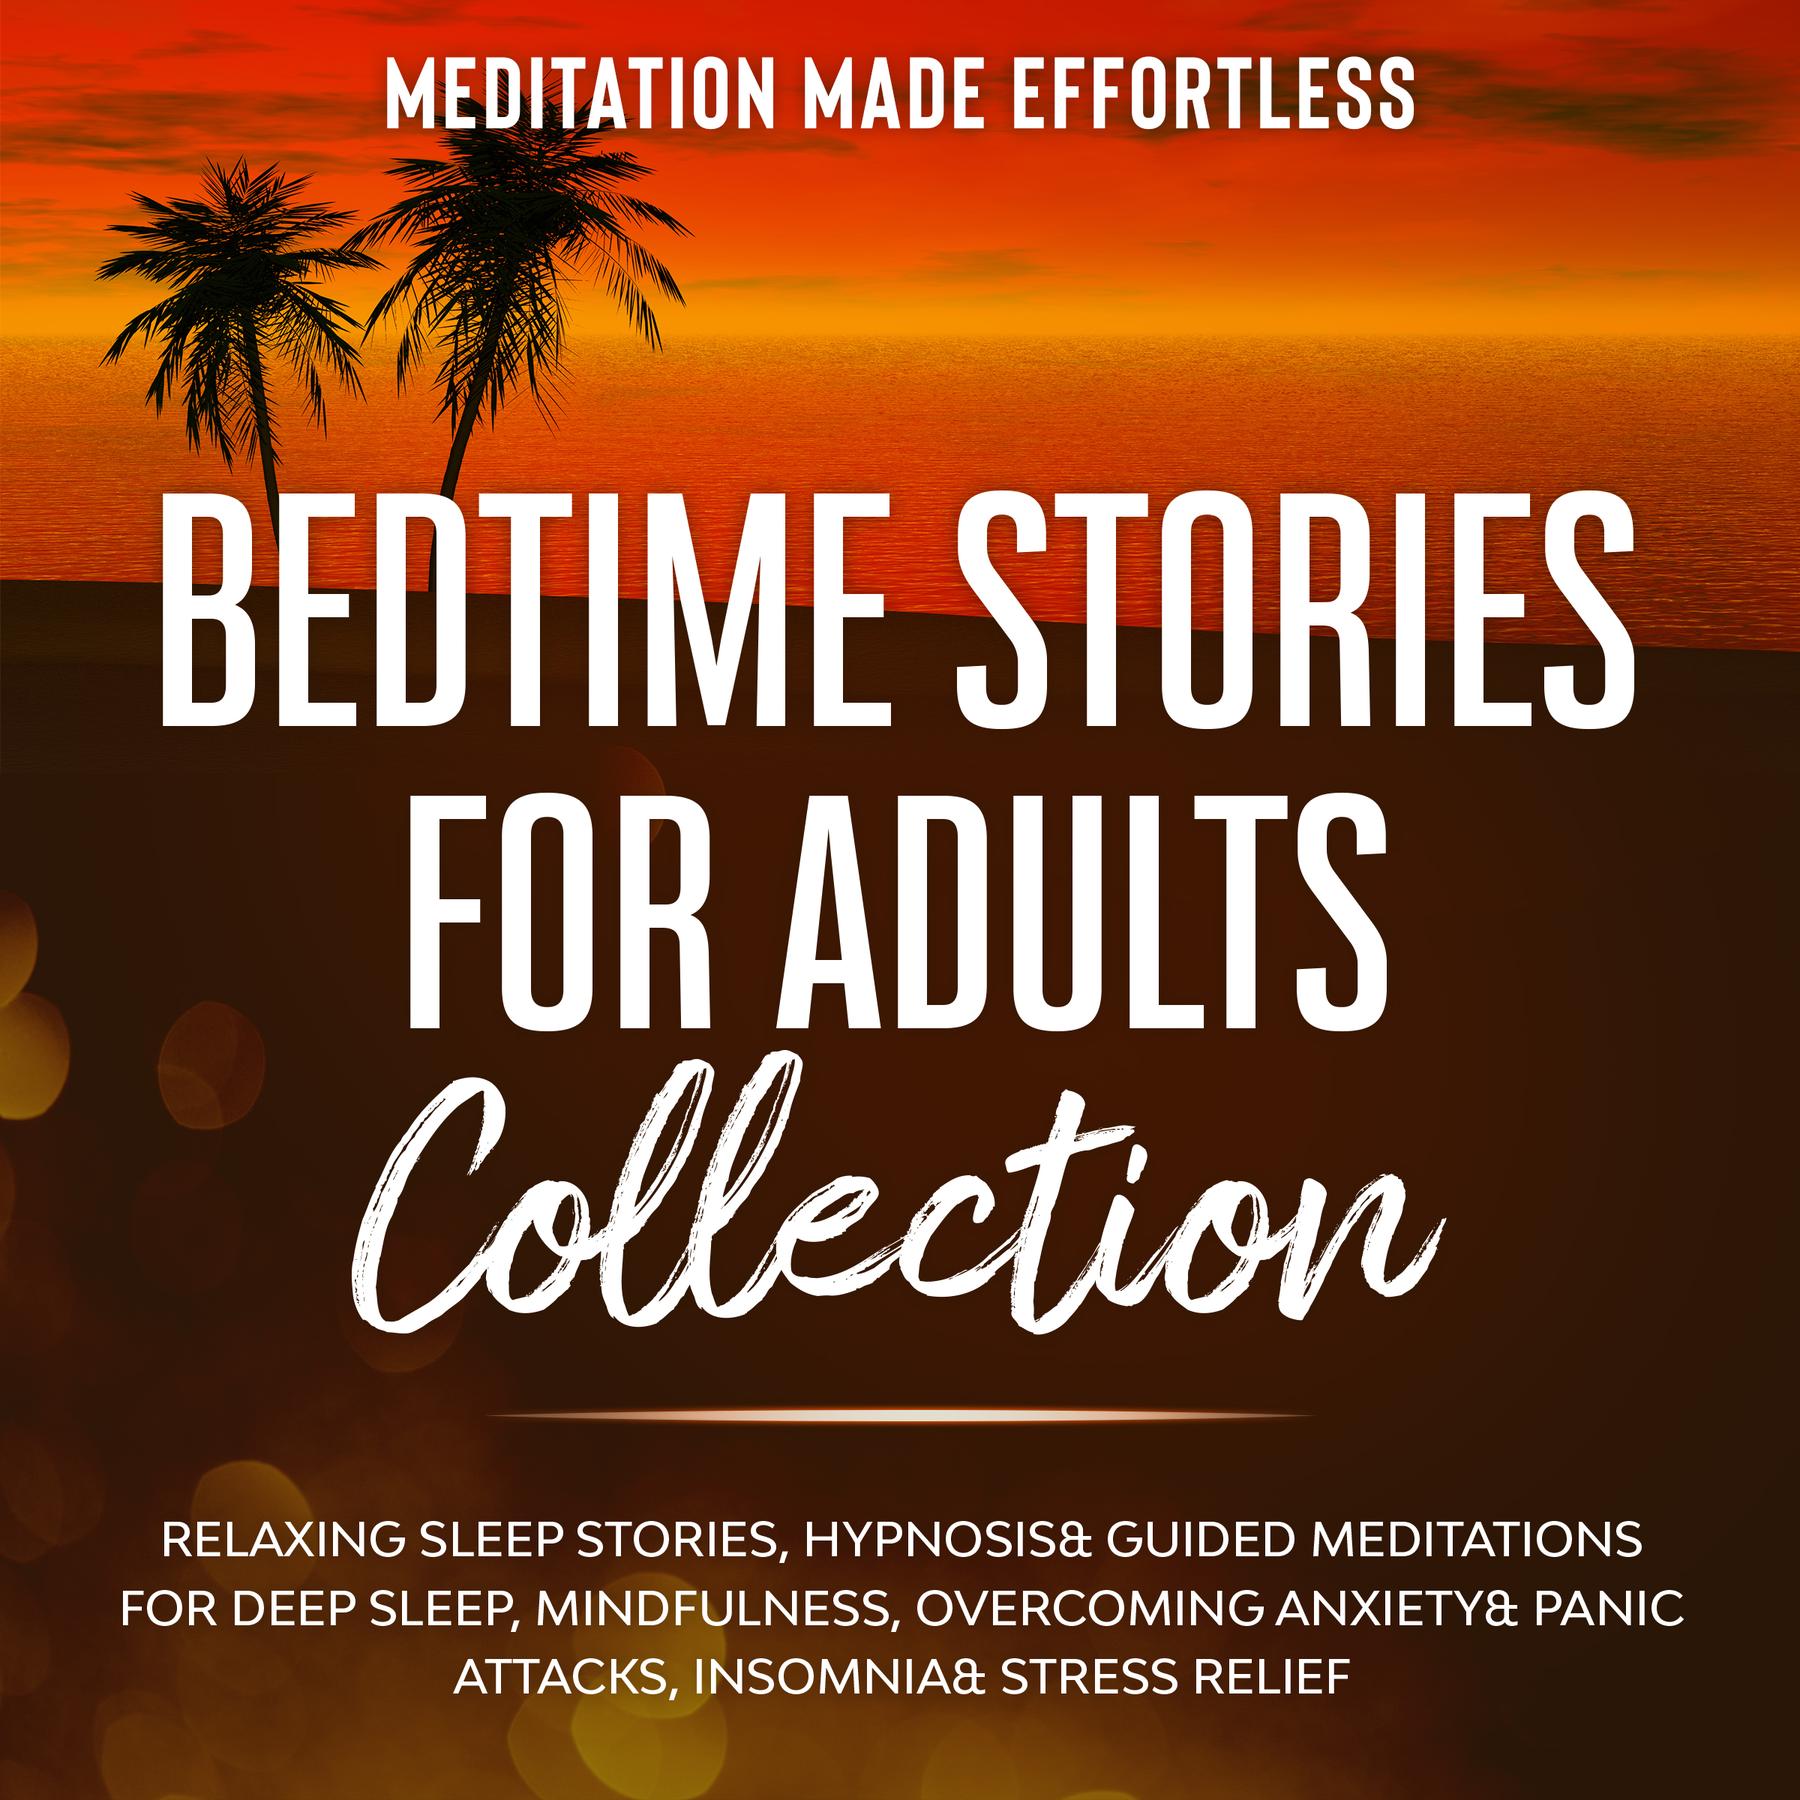 MEDITATION MADE EFFORTLESS
BEDTIME STORIES
FOR ADULTS
Collection
RELAXING SLEEP STORIES, HYPNOSIS& GUIDED MEDITATIONS
FOR DEEP SLEEP, MINDFULNESS, OVERCOMING ANXIETY& PANIC
ATTACKS, INSOMNIA& STRESS RELIEF